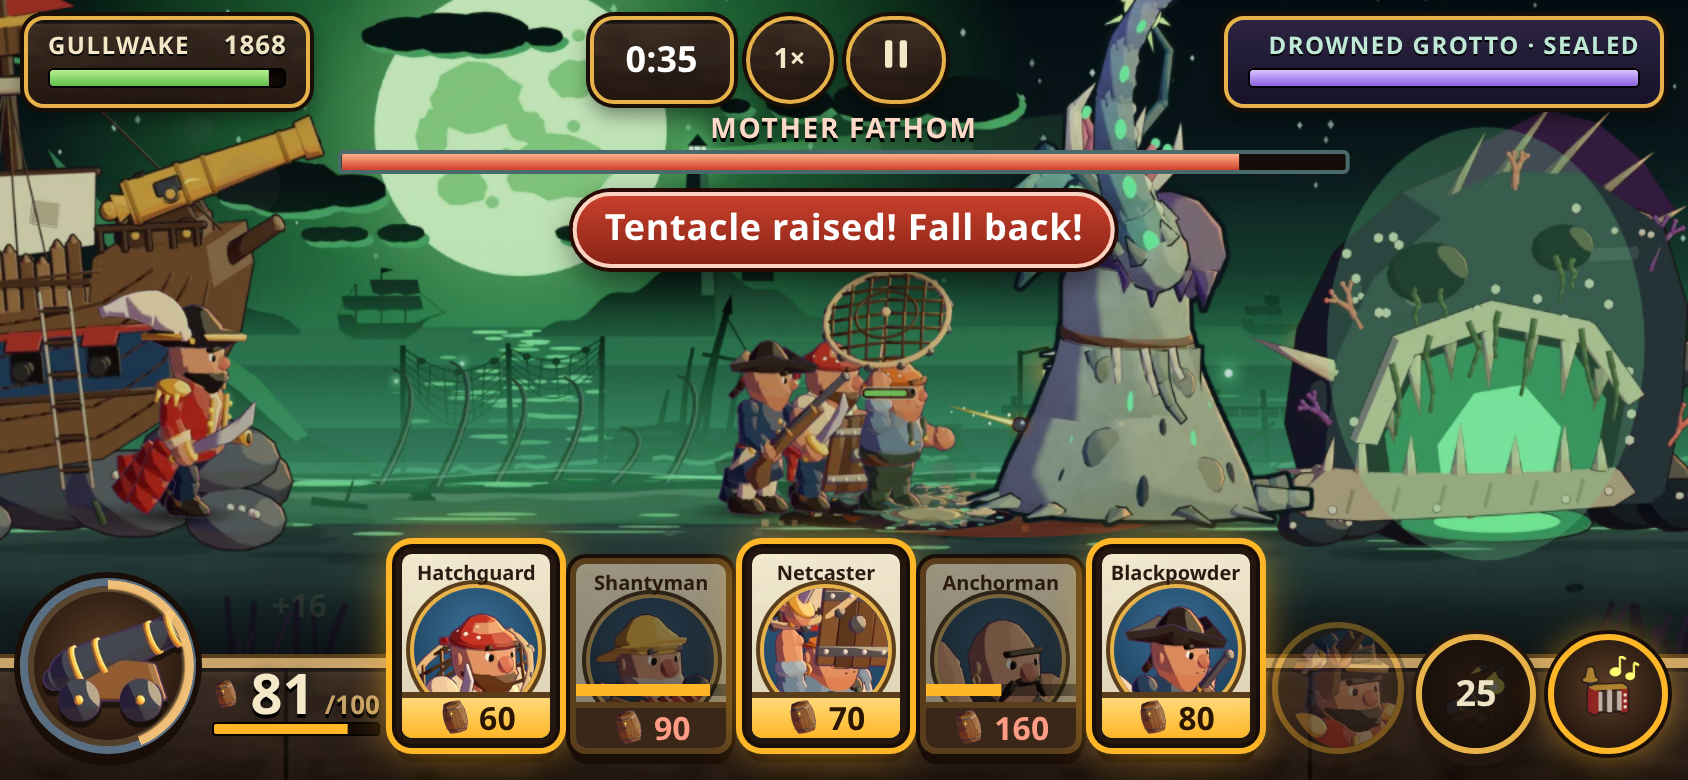 GULLWAKE 1868
0:35
1×
DROWNED GROTTO · SEALED
MOTHER FATHOM
Tentacle raised! Fall back!
+16
81 /100
Hatchguard
60
Shantyman
90
Netcaster
70
Anchorman
160
Blackpowder
80
25